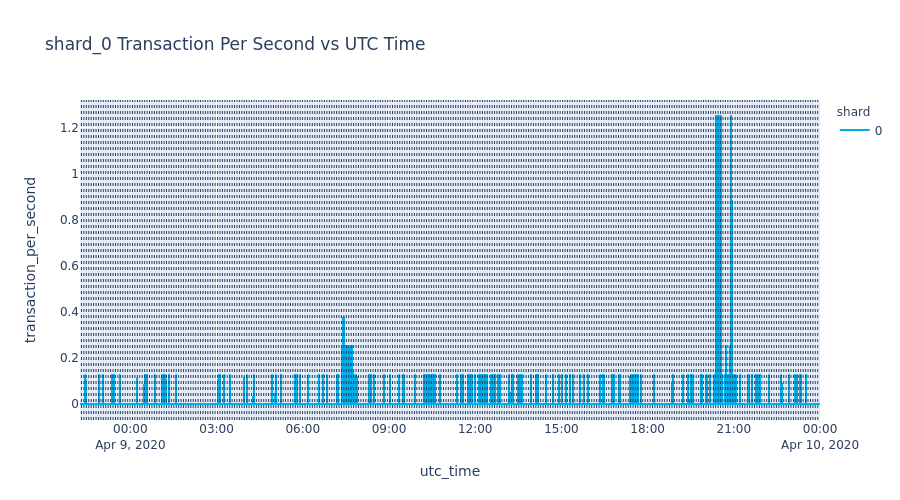 shard_0 Transaction Per Second vs UTC Time
shard
0
transaction_per_second
1.2
1
0.8
0.6
0.4
0.2
0
00:00
03:00
06:00
09:00
12:00
15:00
18:00
21:00
00:00
Apr 9, 2020
Apr 10, 2020
utc_time